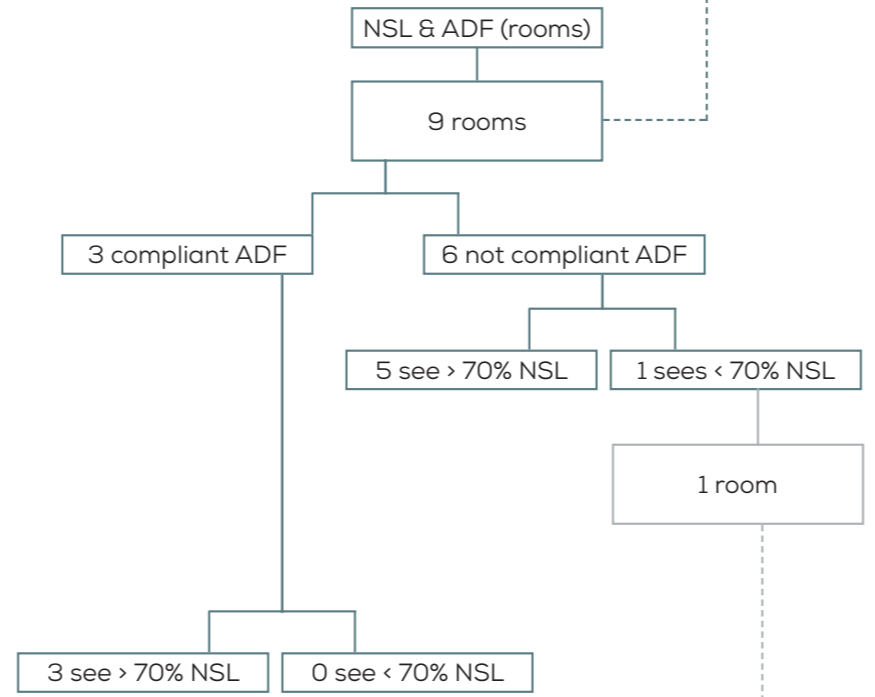 NSL & ADF (rooms)
9 rooms
3 compliant ADF
6 not compliant ADF
5 see > 70% NSL
1 sees < 70% NSL
1 room
3 see > 70% NSL
0 see < 70% NSL